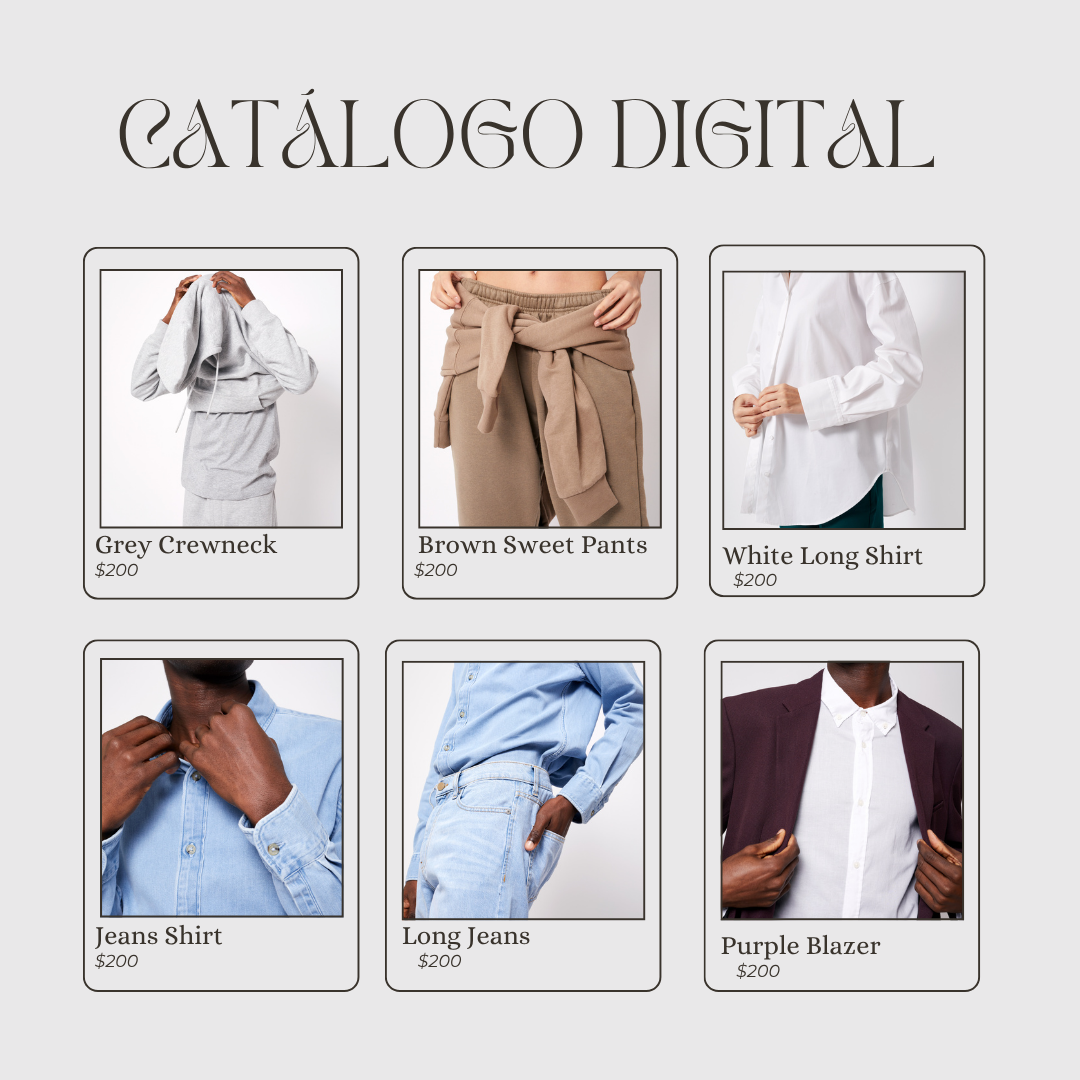 CATÁLOGO DIGITAL
Grey Crewneck
$200
Brown Sweet Pants
$200
White Long Shirt
$200
Jeans Shirt
$200
Long Jeans
$200
Purple Blazer
$200